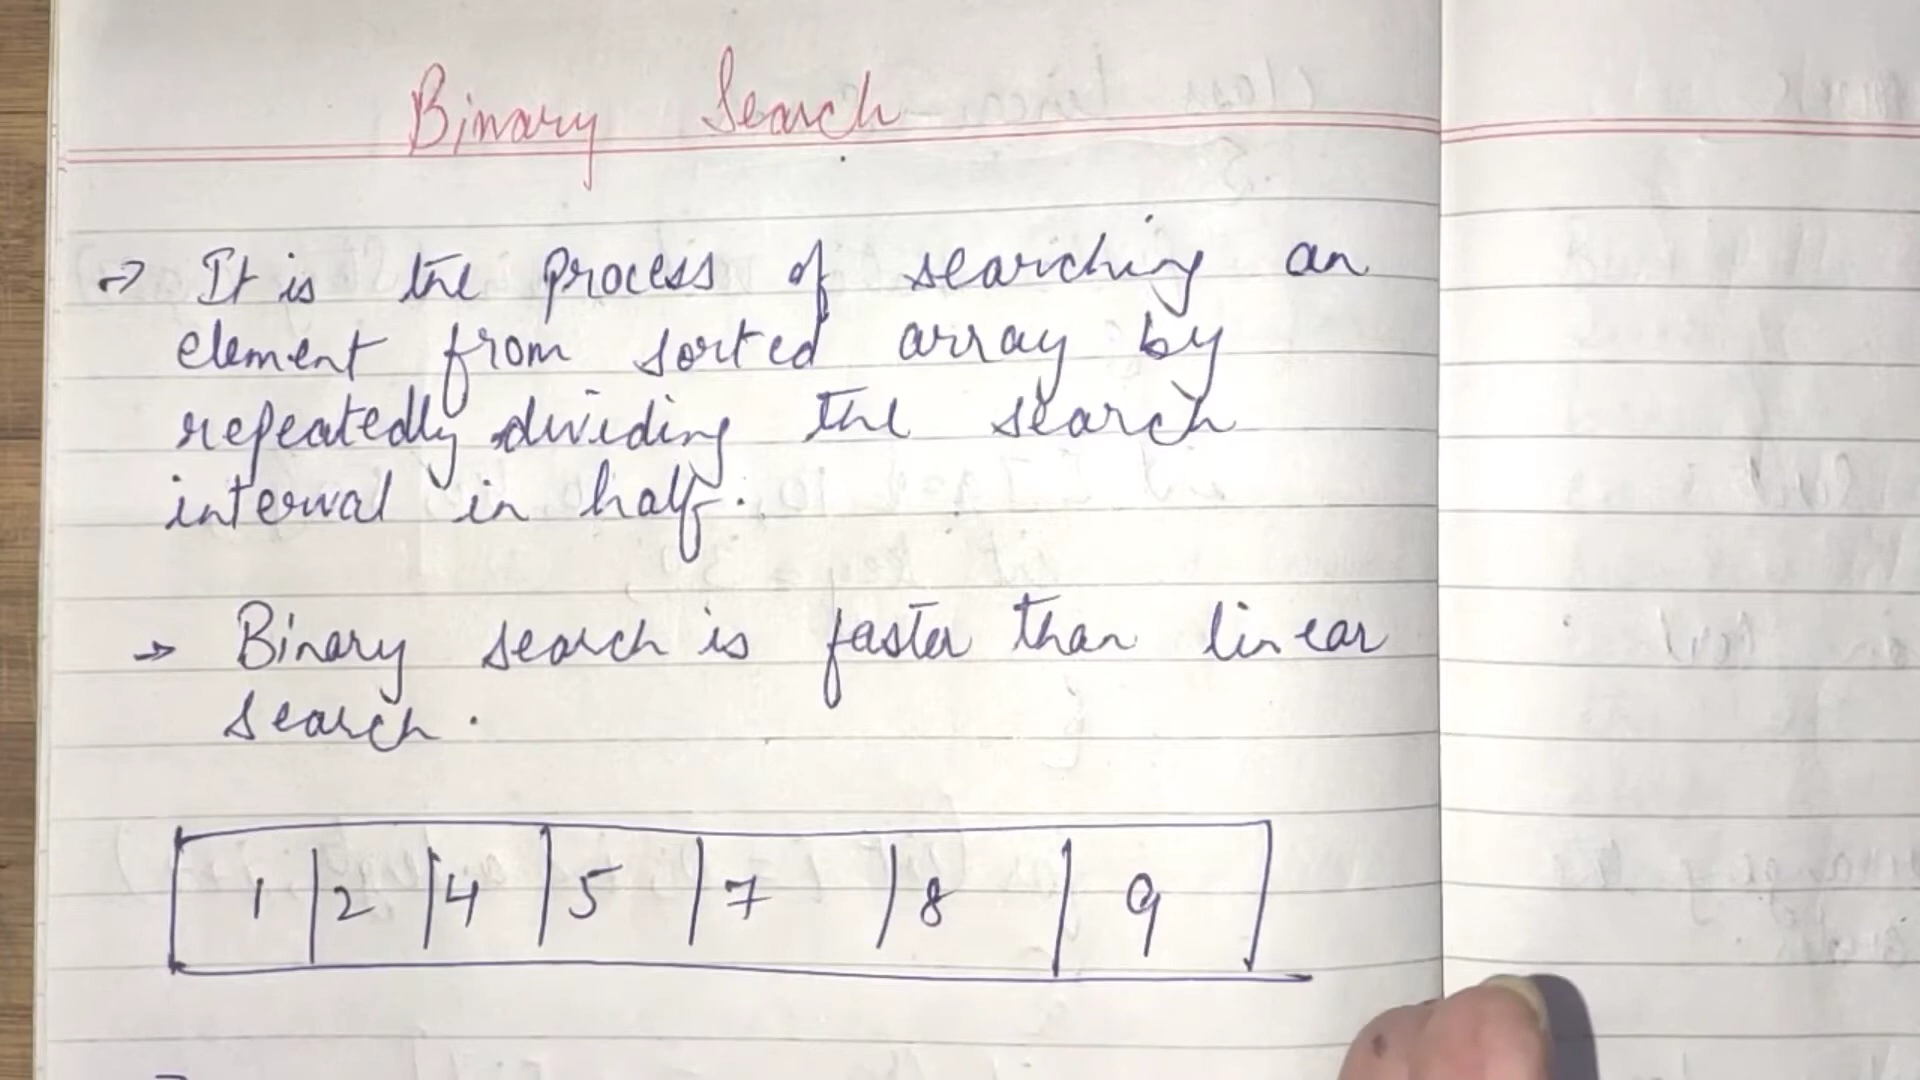 Binary Search
→ It is the process of searching an
element from sorted array by
repeatedly dividing the search
interval in half.
→ Binary search is faster than linear
search.
1 | 2 | 4 | 5 | 7 | 8 | 9